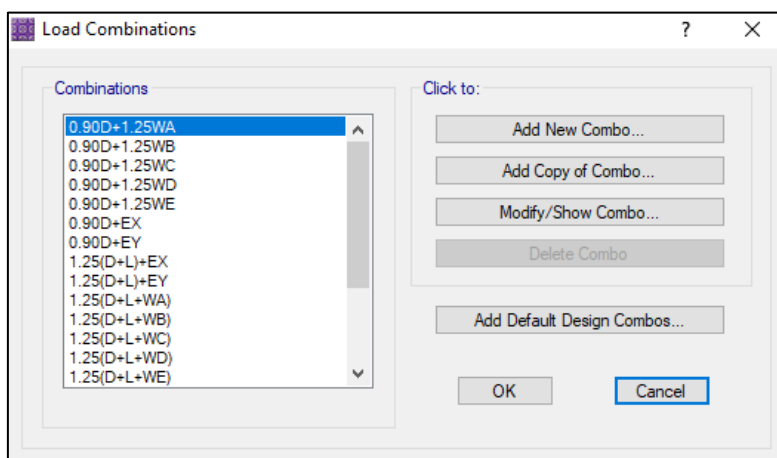 Load Combinations
?
Combinations
0.90D+1.25WA
0.90D+1.25WB
0.90D+1.25WC
0.90D+1.25WD
0.90D+1.25WE
0.90D+EX
0.90D+EY
1.25(D+L)+EX
1.25(D+L)+EY
1.25(D+L+WA)
1.25(D+L+WB)
1.25(D+L+WC)
1.25(D+L+WD)
1.25(D+L+WE)
Click to:
Add New Combo...
Add Copy of Combo...
Modify/Show Combo...
Delete Combo
Add Default Design Combos...
OK
Cancel